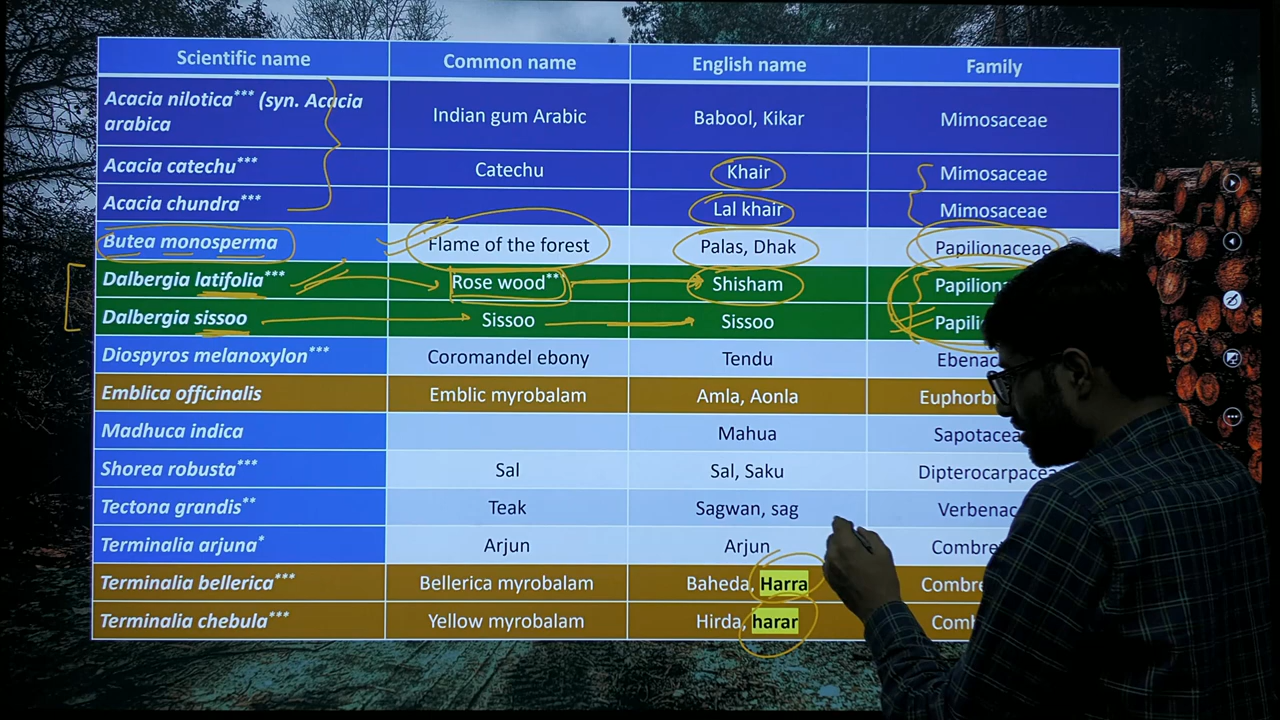 Scientific name Common name English name Family
Acacia nilotica*** (syn. Acacia
arabica Indian gum Arabic Babool, Kikar Mimosaceae
Acacia catechu*** Catechu Khair Mimosaceae
Acacia chundra*** Lal khair Mimosaceae
Butea monosperma Flame of the forest Palas, Dhak Papilionaceae
Dalbergia latifolia*** Rose wood*** Shisham
Dalbergia sissoo Sissoo Sissoo
Diospyros melanoxylon*** Coromandel ebony Tendu
Emblica officinalis Emblic myrobalam Amla, Aonla
Madhuca indica Mahua Sapotacea
Shorea robusta*** Sal Sal, Saku Dipterocarpacea
Tectona grandis** Teak Sagwan, sag
Terminalia arjuna* Arjun Arjun
Terminalia bellerica*** Bellerica myrobalam Baheda, Harra
Terminalia chebula*** Yellow myrobalam Hirda, harar